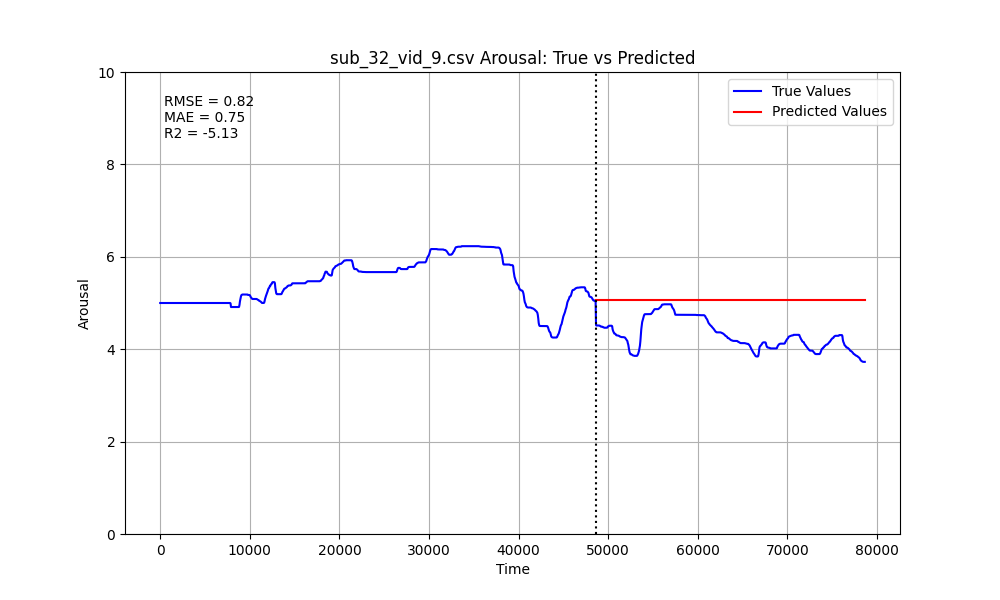 sub_32_vid_9.csv Arousal: True vs Predicted
10
8
6
4
2
0
Arousal
RMSE = 0.82
MAE = 0.75
R2 = -5.13
True Values
Predicted Values
0 10000 20000 30000 40000 50000 60000 70000 80000
Time